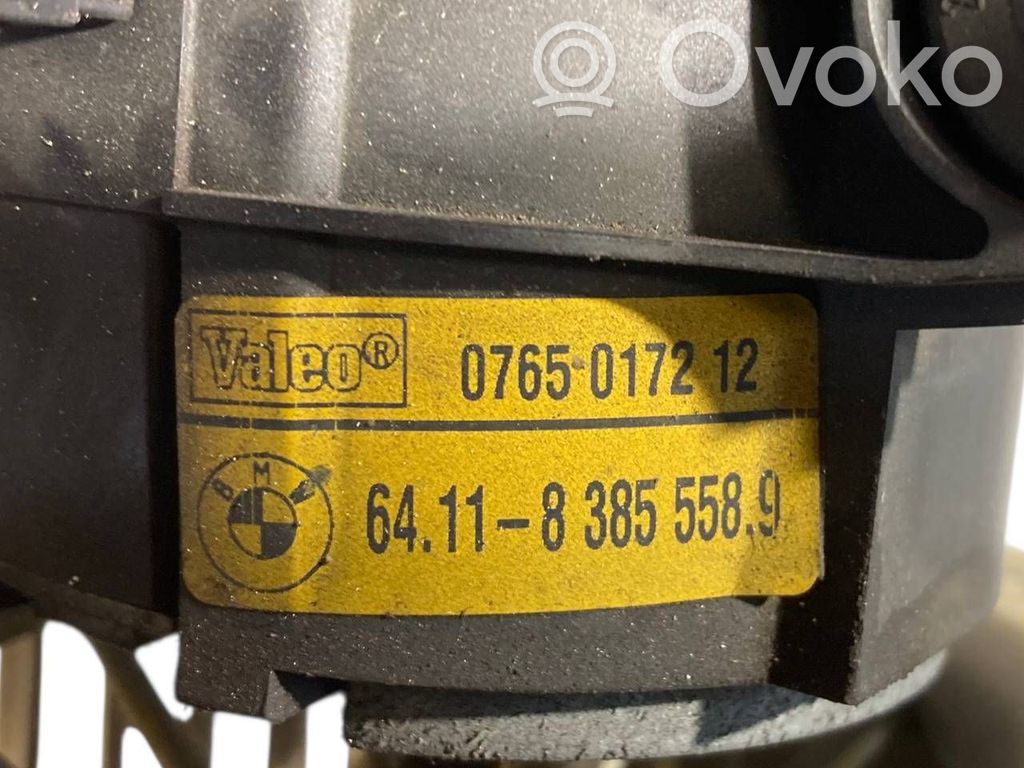 Ovoko
Valeo® 0765 0172 12
BMW
64.11-8 385 558.9